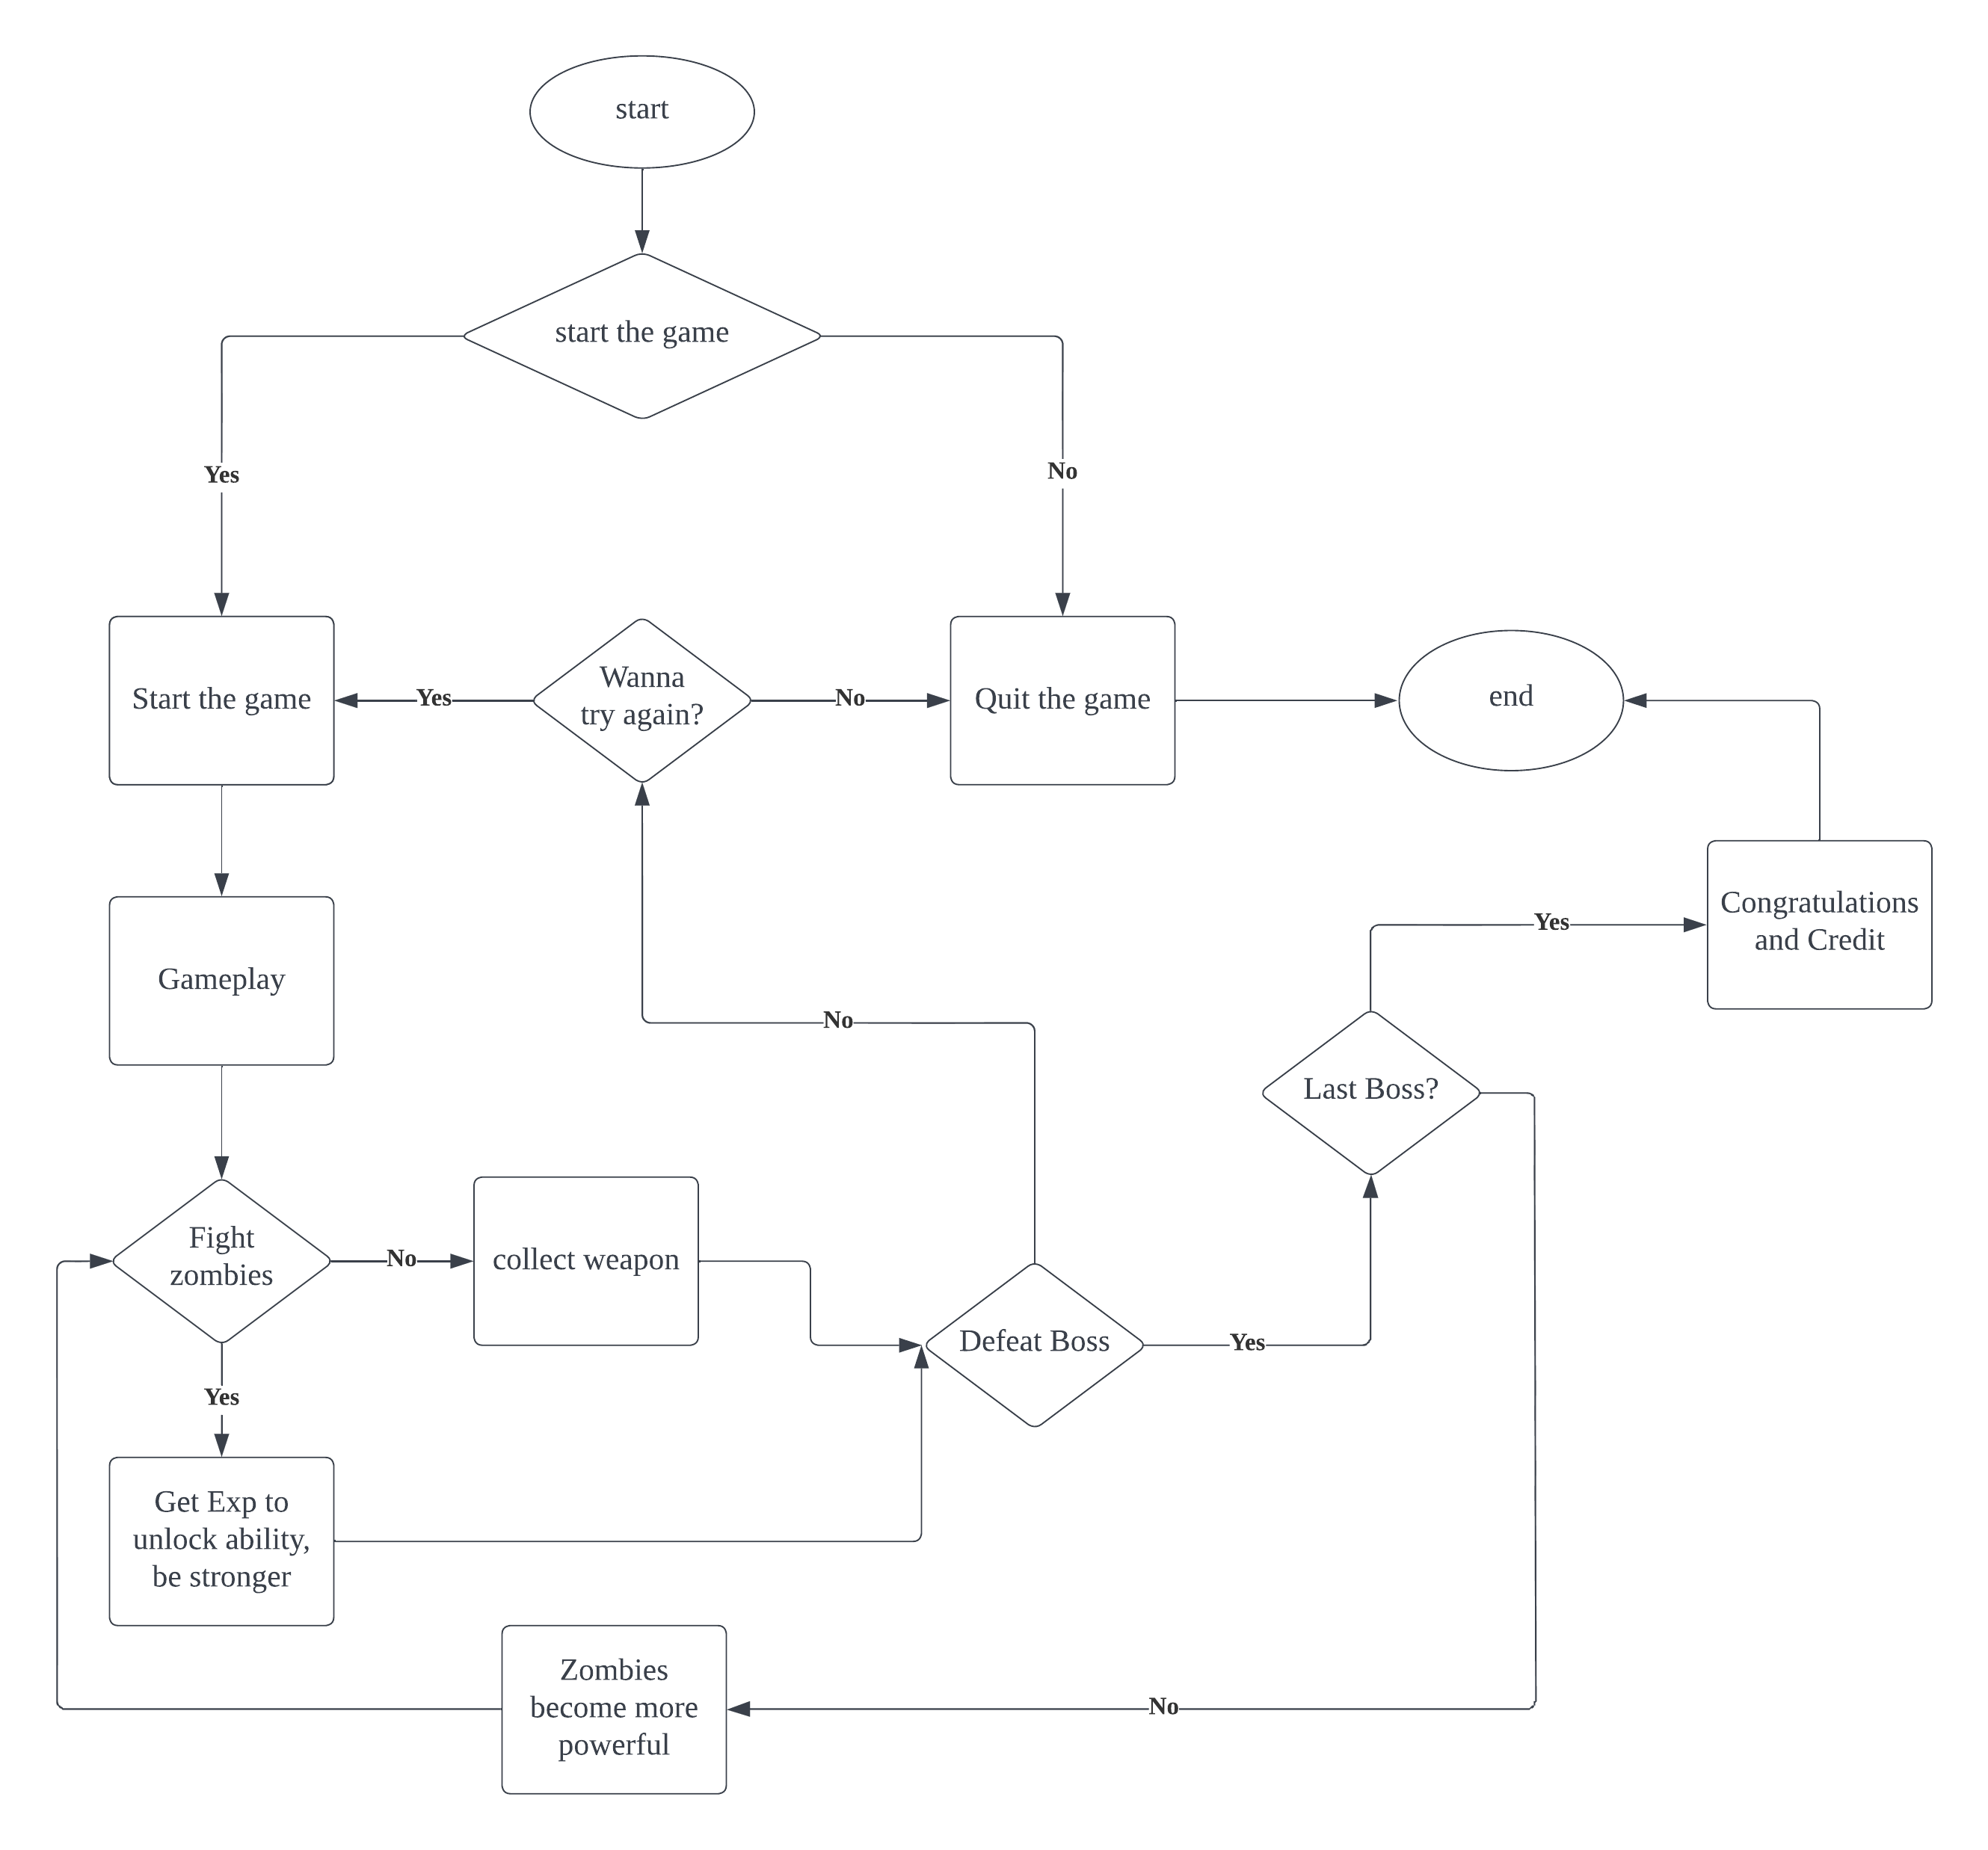 start
start the game
Yes
No
Start the game
Yes
Wanna
try again?
No
Quit the game
end
Congratulations
and Credit
Yes
Gameplay
No
Last Boss?
Fight
zombies
No
collect weapon
Defeat Boss
Yes
Yes
Get Exp to
unlock ability,
be stronger
Zombies
become more
powerful
No